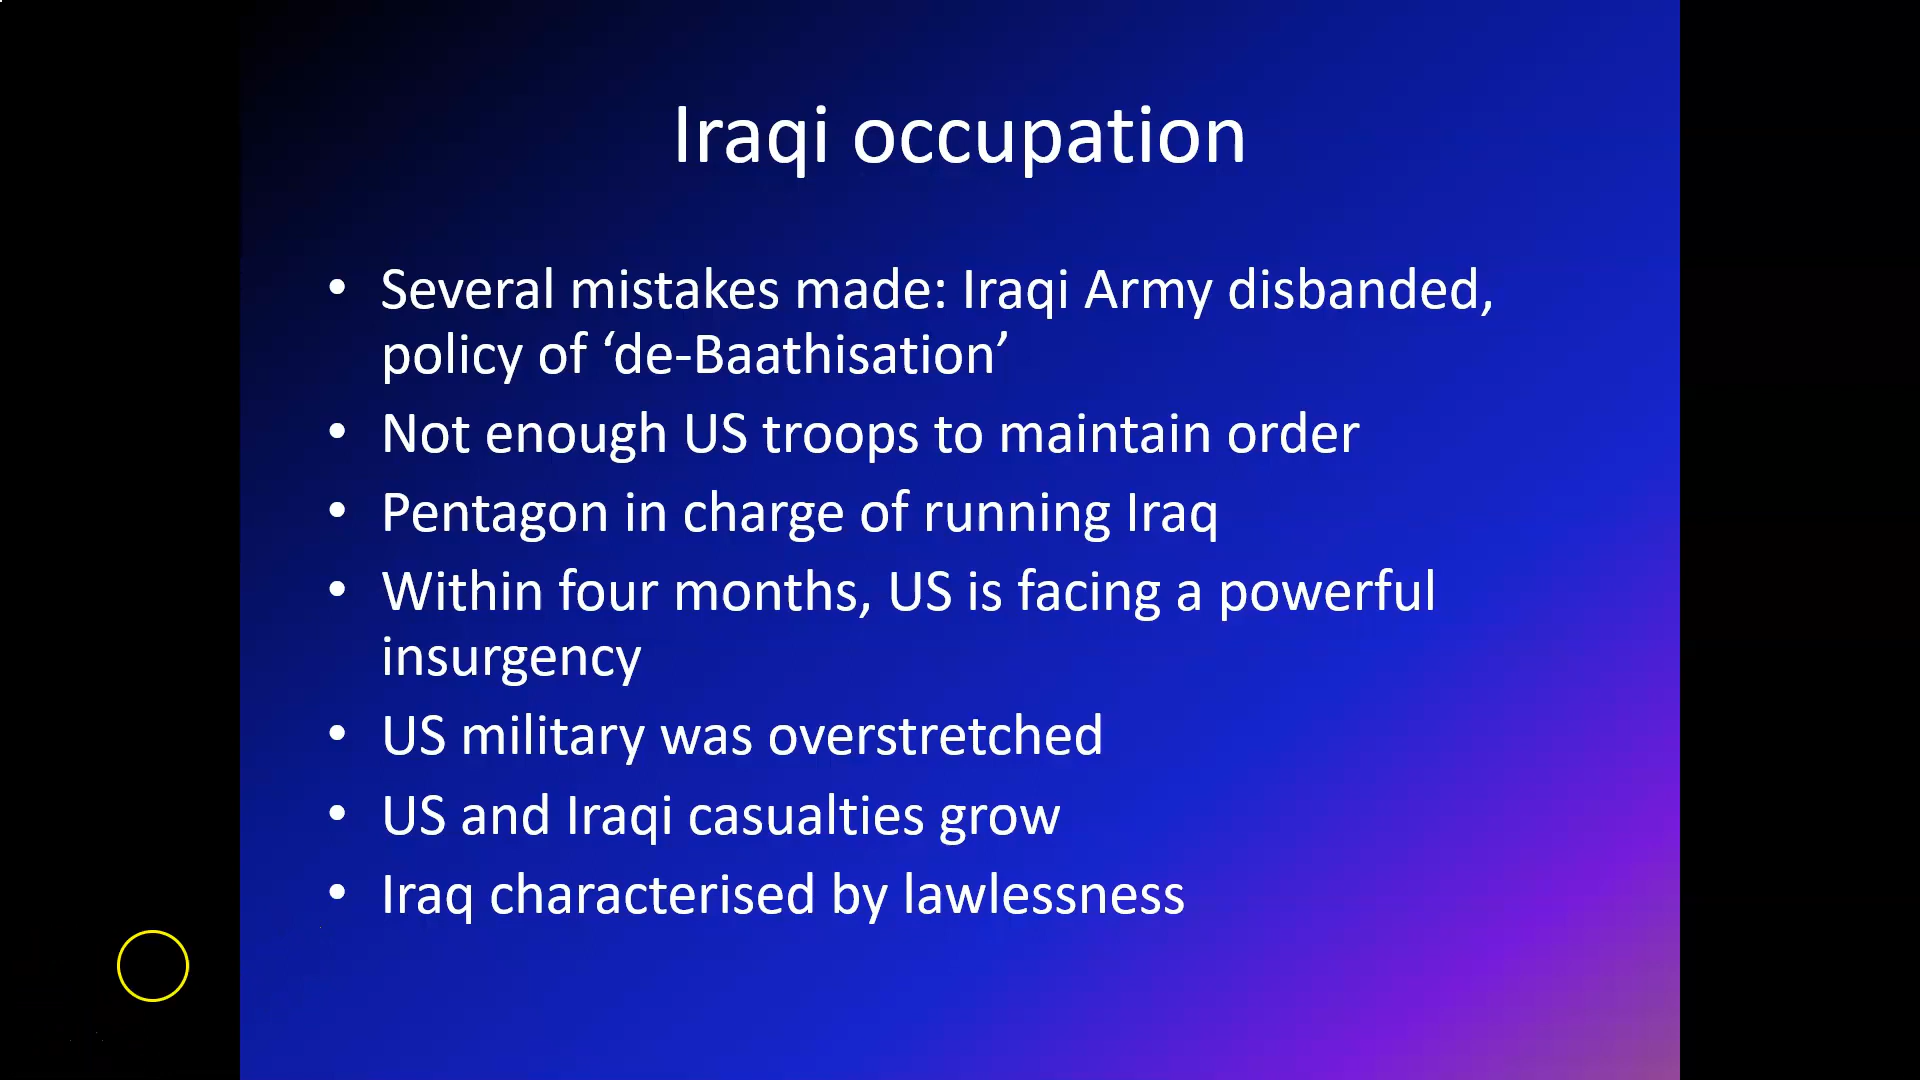 Iraqi occupation
• Several mistakes made: Iraqi Army disbanded,
policy of ‘de-Baathisation’
• Not enough US troops to maintain order
• Pentagon in charge of running Iraq
• Within four months, US is facing a powerful
insurgency
• US military was overstretched
• US and Iraqi casualties grow
• Iraq characterised by lawlessness